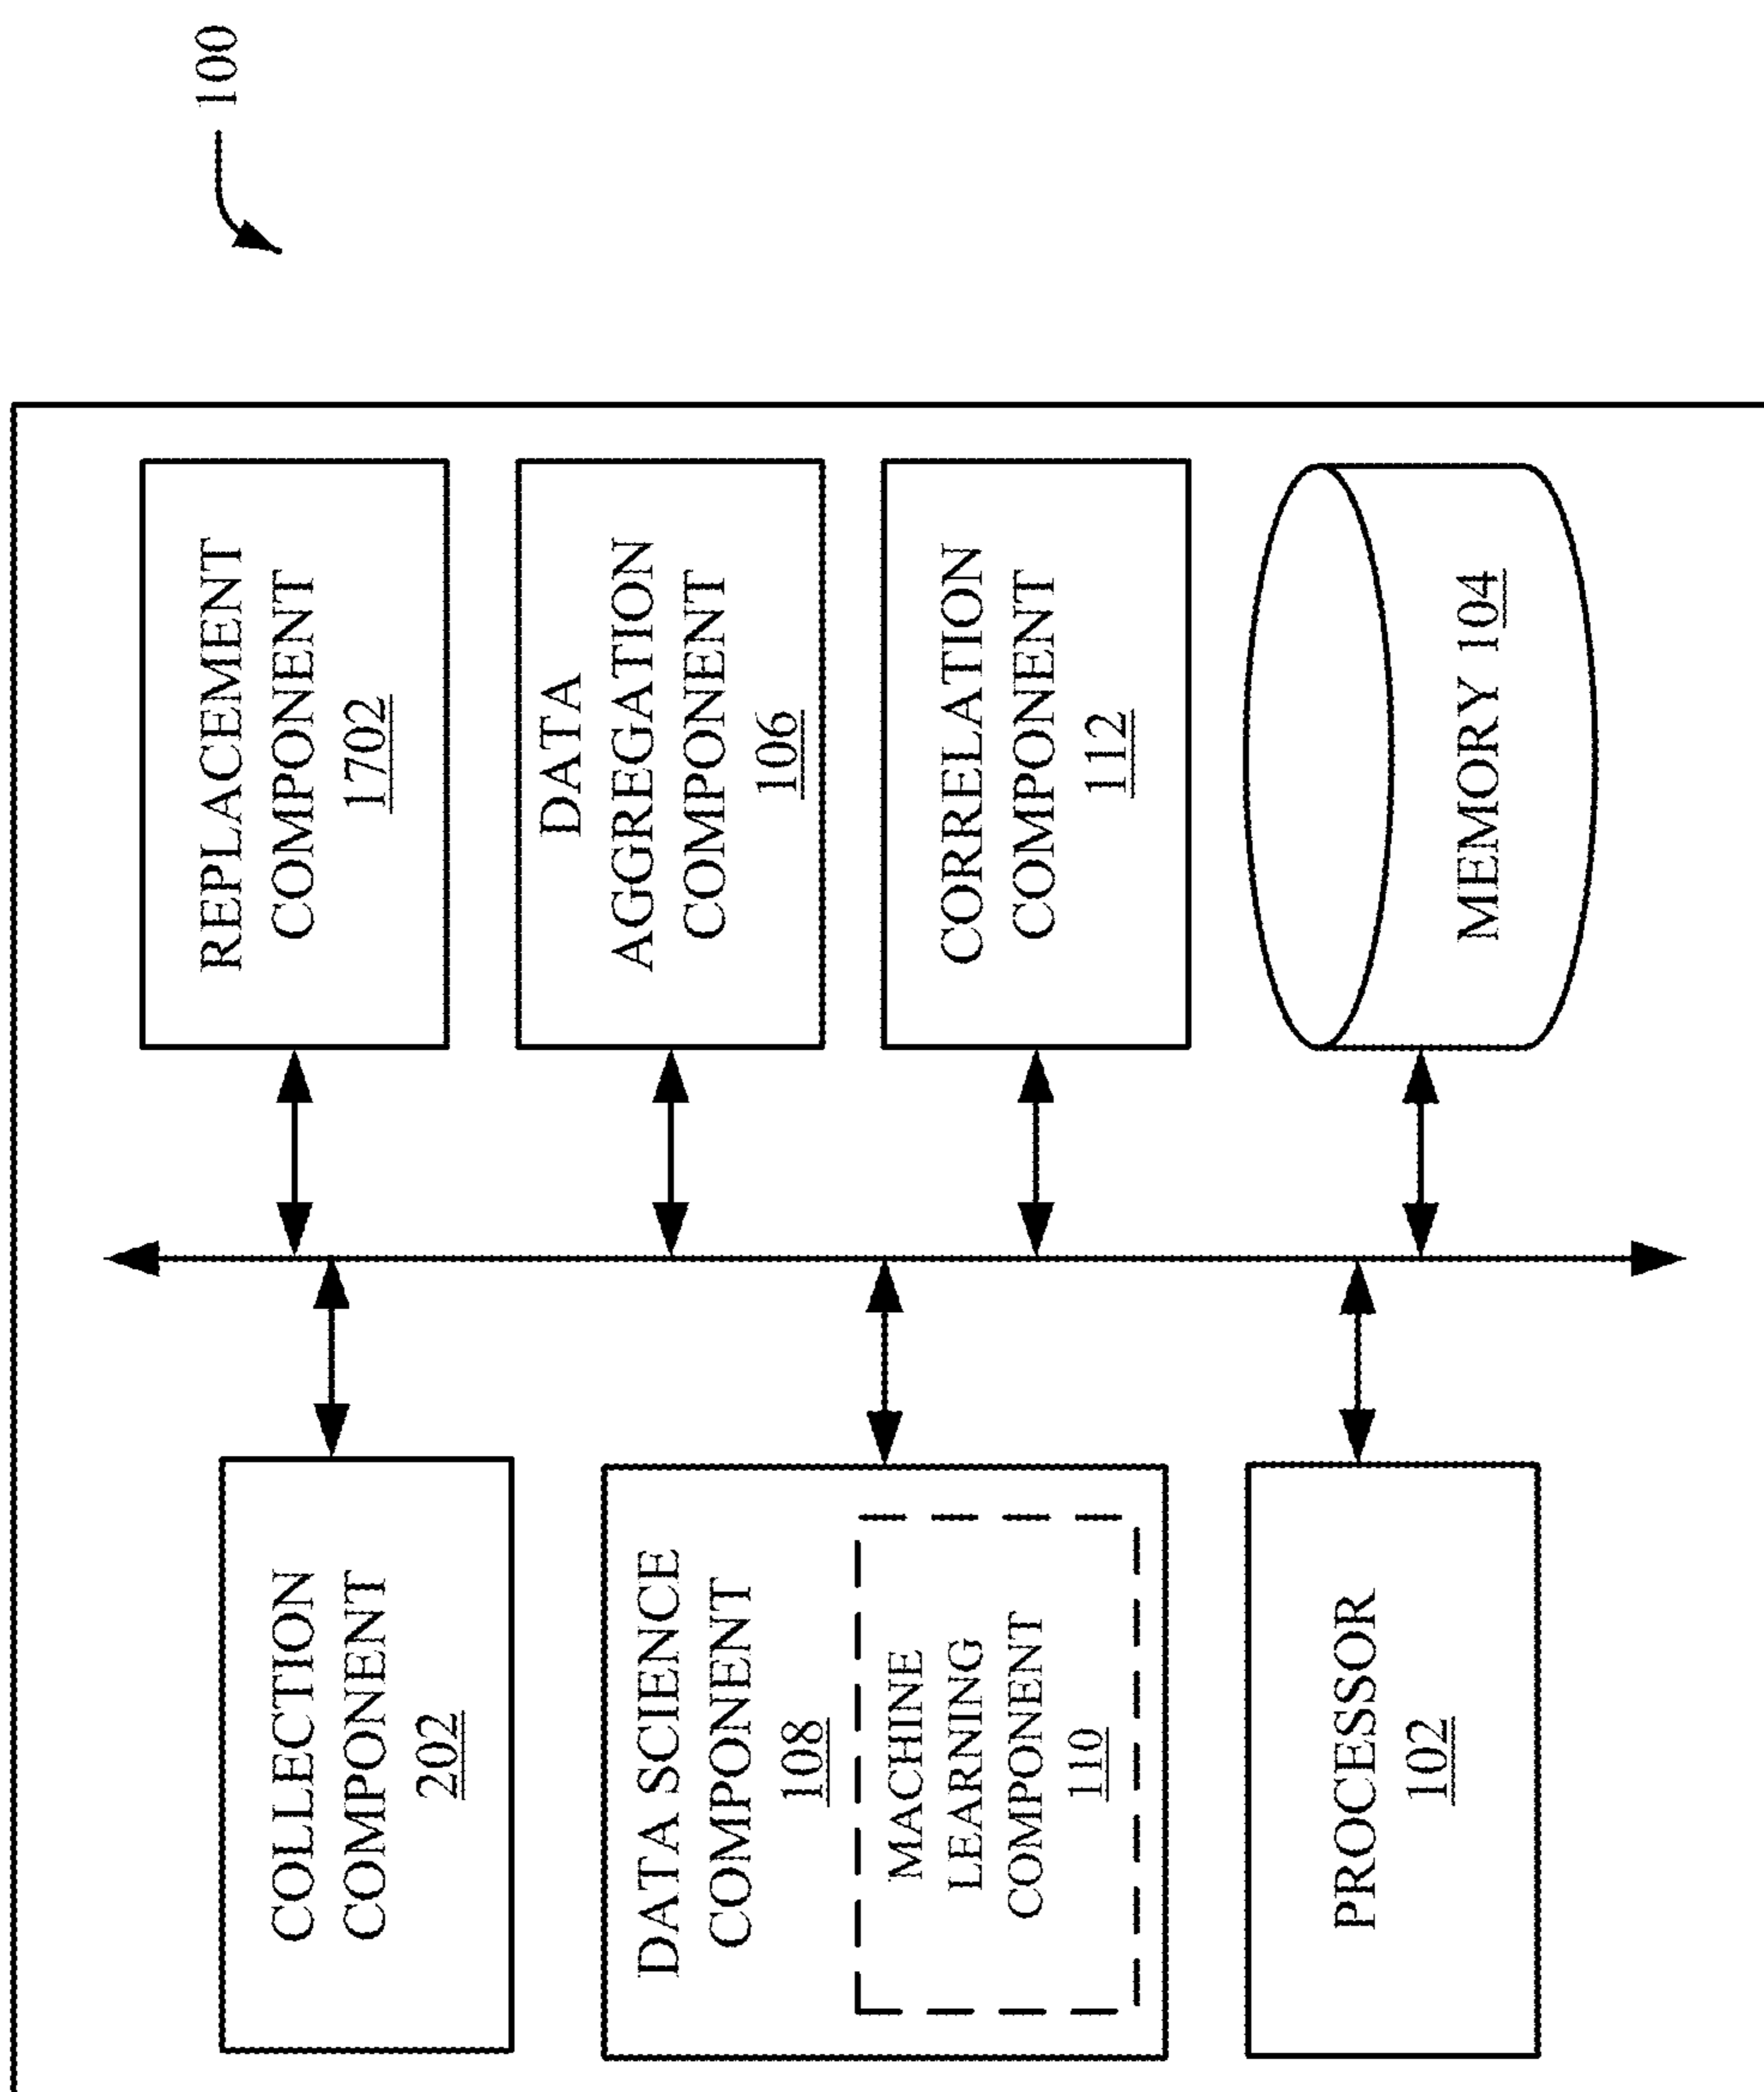 100
COLLECTION
COMPONENT
202
DATA SCIENCE
COMPONENT
108
MACHINE
LEARNING
COMPONENT
110
PROCESSOR
102
REPLACEMENT
COMPONENT
1702
DATA
AGGREGATION
COMPONENT
106
CORRELATION
COMPONENT
112
MEMORY 104